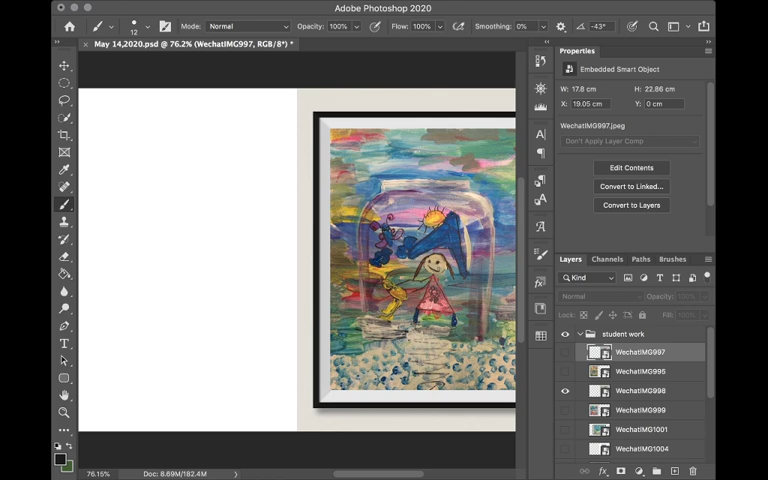 Adobe Photoshop 2020
12
Mode: Normal
Opacity: 100%
Flow: 100%
Smoothing: 0%
-43°
× May 14,2020.psd @ 76.2% (WechatIMG997, RGB/8*) *
Properties
Embedded Smart Object
W: 17.8 cm
H: 22.86 cm
X: 19.05 cm
Y: 0 cm
WechatIMG997.jpeg
Don't Apply Layer Comp
Edit Contents
Convert to Linked...
Convert to Layers
Layers Channels Paths Brushes
Kind
Normal
Opacity: 100%
Lock:
Fill: 100%
student work
WechatIMG997
WechatIMG995
WechatIMG998
WechatIMG999
WechatIMG1001
WechatIMG1004
76.15%
Doc: 8.69M/182.4M